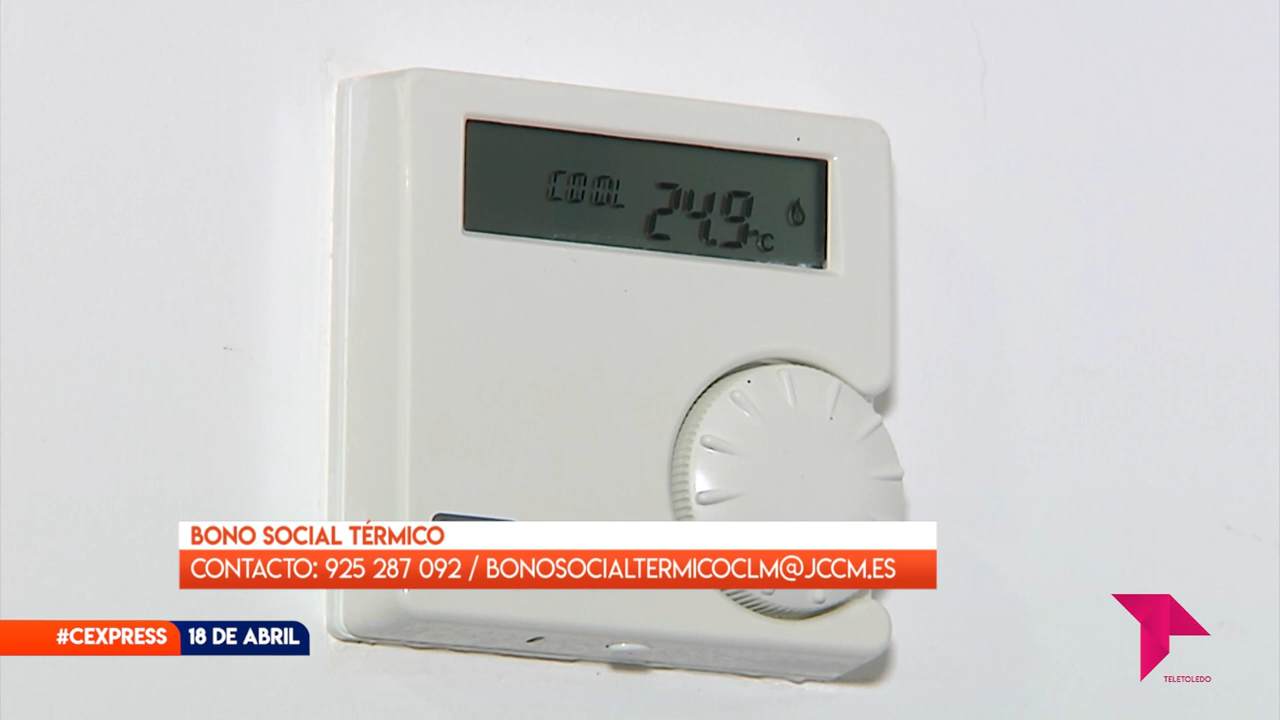 COOL 24.9°C
BONO SOCIAL TÉRMICO
CONTACTO: 925 287 092 / BONOSOCIALTERMICOCLM@JCCM.ES
#CEXPRESS 18 DE ABRIL
TELETOLEDO